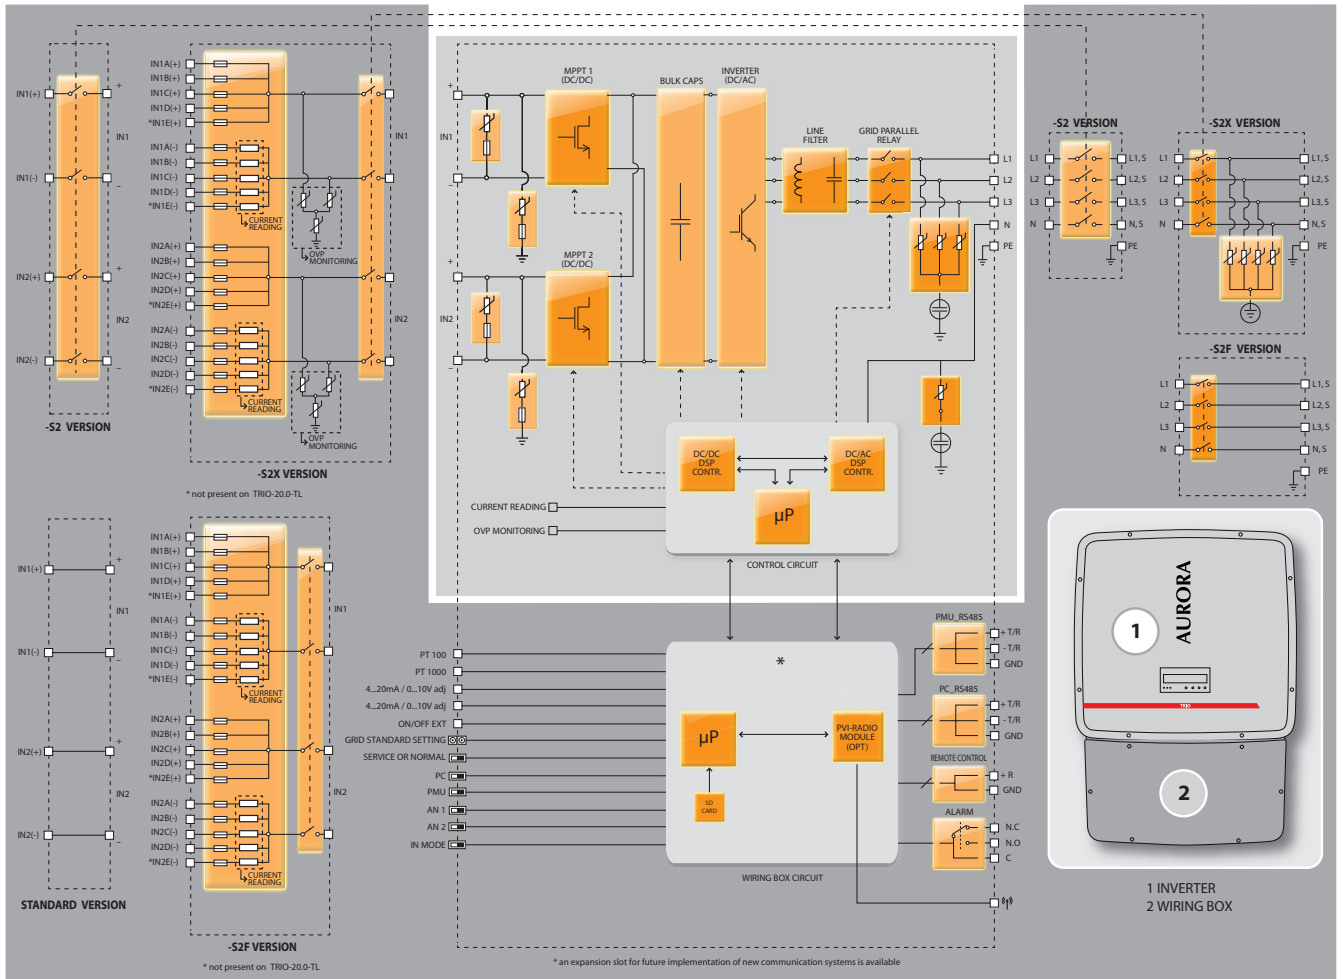 IN1(+)
IN1(-)
IN2(+)
IN2(-)
+
IN1
–
+
IN2
–
-S2 VERSION
IN1A(+)
IN1B(+)
IN1C(+)
IN1D(+)
*IN1E(+)
IN1A(-)
IN1B(-)
IN1C(-)
IN1D(-)
*IN1E(-)
CURRENT
READING
IN2A(+)
IN2B(+)
IN2C(+)
IN2D(+)
*IN2E(+)
IN2A(-)
IN2B(-)
IN2C(-)
IN2D(-)
*IN2E(-)
CURRENT
READING
OVP
MONITORING
OVP
MONITORING
IN1
IN2
-S2X VERSION
* not present on TRIO-20.0-TL
IN1(+)
IN1(-)
IN2(+)
IN2(-)
+
IN1
–
+
IN2
–
STANDARD VERSION
IN1A(+)
IN1B(+)
IN1C(+)
IN1D(+)
*IN1E(+)
IN1A(-)
IN1B(-)
IN1C(-)
IN1D(-)
*IN1E(-)
CURRENT
READING
IN2A(+)
IN2B(+)
IN2C(+)
IN2D(+)
*IN2E(+)
IN2A(-)
IN2B(-)
IN2C(-)
IN2D(-)
*IN2E(-)
CURRENT
READING
IN1
IN2
-S2F VERSION
* not present on TRIO-20.0-TL
+
IN1
–
+
IN2
–
MPPT 1
(DC/DC)
MPPT 2
(DC/DC)
BULK CAPS
INVERTER
(DC/AC)
LINE
FILTER
GRID PARALLEL
RELAY
L1
L2
L3
N
PE
DC/DC
DSP
CONTR.
DC/AC
DSP
CONTR.
µP
CURRENT READING
OVP MONITORING
CONTROL CIRCUIT
PT 100
PT 1000
4...20mA / 0...10V adj
4...20mA / 0...10V adj
ON/OFF EXT
GRID STANDARD SETTING
SERVICE OR NORMAL
PC
PMU
AN 1
AN 2
IN MODE
*
µP
SD
CARD
PVI-RADIO
MODULE
(OPT)
WIRING BOX CIRCUIT
PMU_RS485
+ T/R
- T/R
GND
PC_RS485
+ T/R
- T/R
GND
REMOTE CONTROL
+ R
GND
ALARM
N.C
N.O
C
* an expansion slot for future implementation of new communication systems is available
-S2 VERSION
L1
L2
L3
N
L1, S
L2, S
L3, S
N, S
PE
-S2X VERSION
L1
L2
L3
N
L1, S
L2, S
L3, S
N, S
PE
-S2F VERSION
L1
L2
L3
N
L1, S
L2, S
L3, S
N, S
PE
AURORA
1
TRIO
2
1 INVERTER
2 WIRING BOX